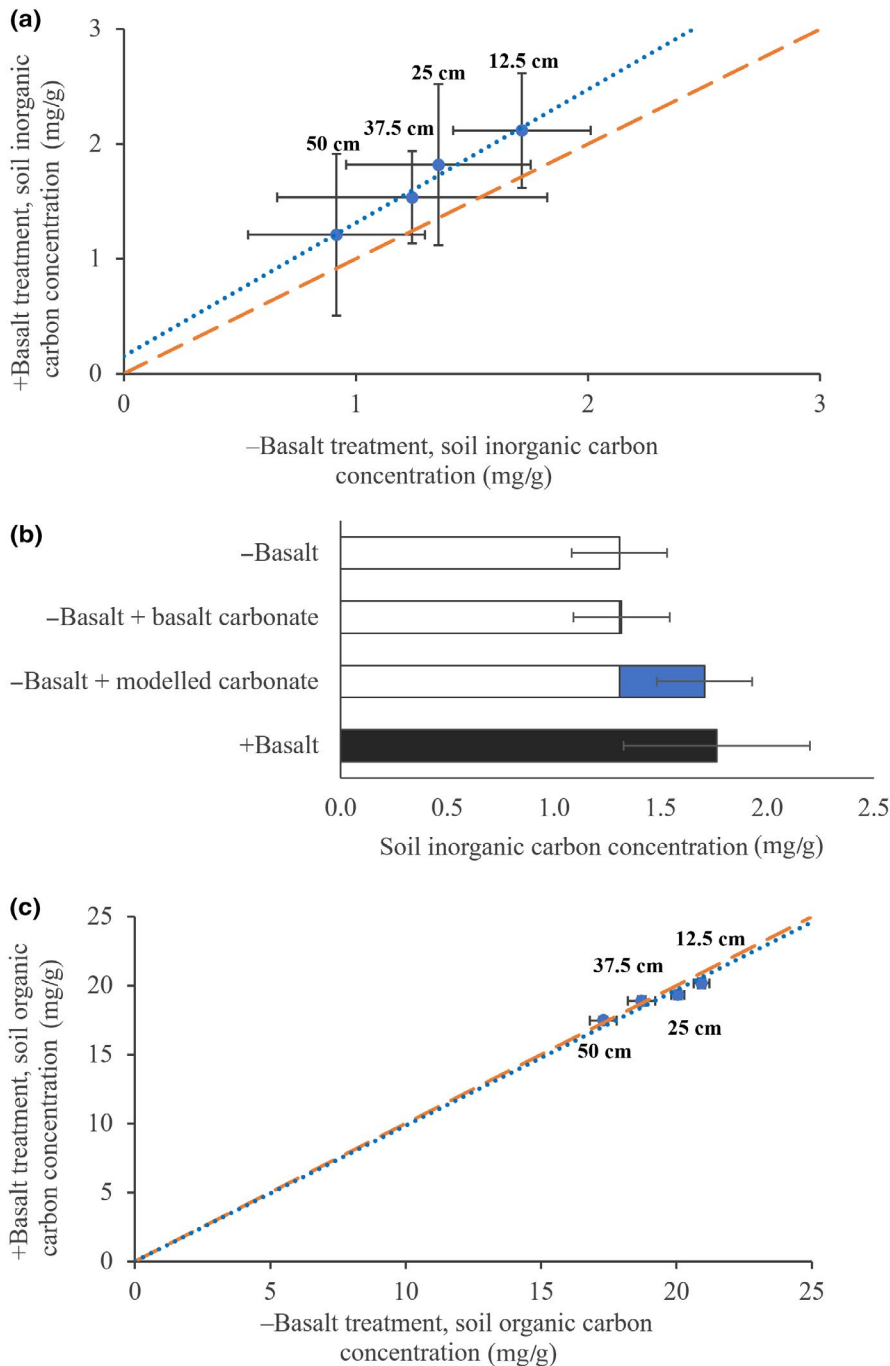 (a)
3
2
1
0
+Basalt treatment, soil inorganic
carbon concentration (mg/g)
50 cm
37.5 cm
25 cm
12.5 cm
0
1
2
3
–Basalt treatment, soil inorganic carbon
concentration (mg/g)
(b)
–Basalt
–Basalt + basalt carbonate
–Basalt + modelled carbonate
+Basalt
0.0
0.5
1.0
1.5
2.0
2.5
Soil inorganic carbon concentration (mg/g)
(c)
25
20
15
10
5
0
+Basalt treatment, soil organic
carbon concentration (mg/g)
12.5 cm
37.5 cm
25 cm
50 cm
0
5
10
15
20
25
–Basalt treatment, soil organic carbon
concentration (mg/g)